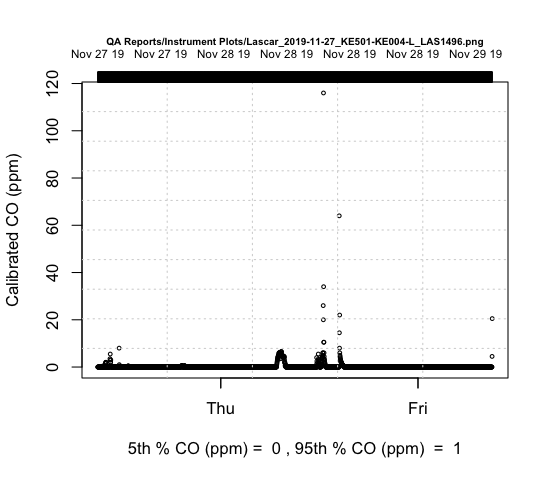 QA Reports/Instrument Plots/Lascar_2019-11-27_KE501-KE004-L_LAS1496.png
Nov 27 19 Nov 27 19 Nov 28 19 Nov 28 19 Nov 28 19 Nov 28 19 Nov 29 19
120
100
80
60
40
20
0
Calibrated CO (ppm)
Thu Fri
5th % CO (ppm) = 0 , 95th % CO (ppm) = 1